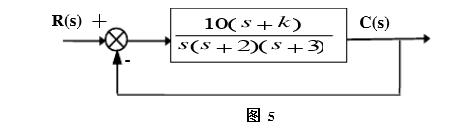 R(s) + 10(s+k) C(s)
s(s+2)(s+3)
-
图 5